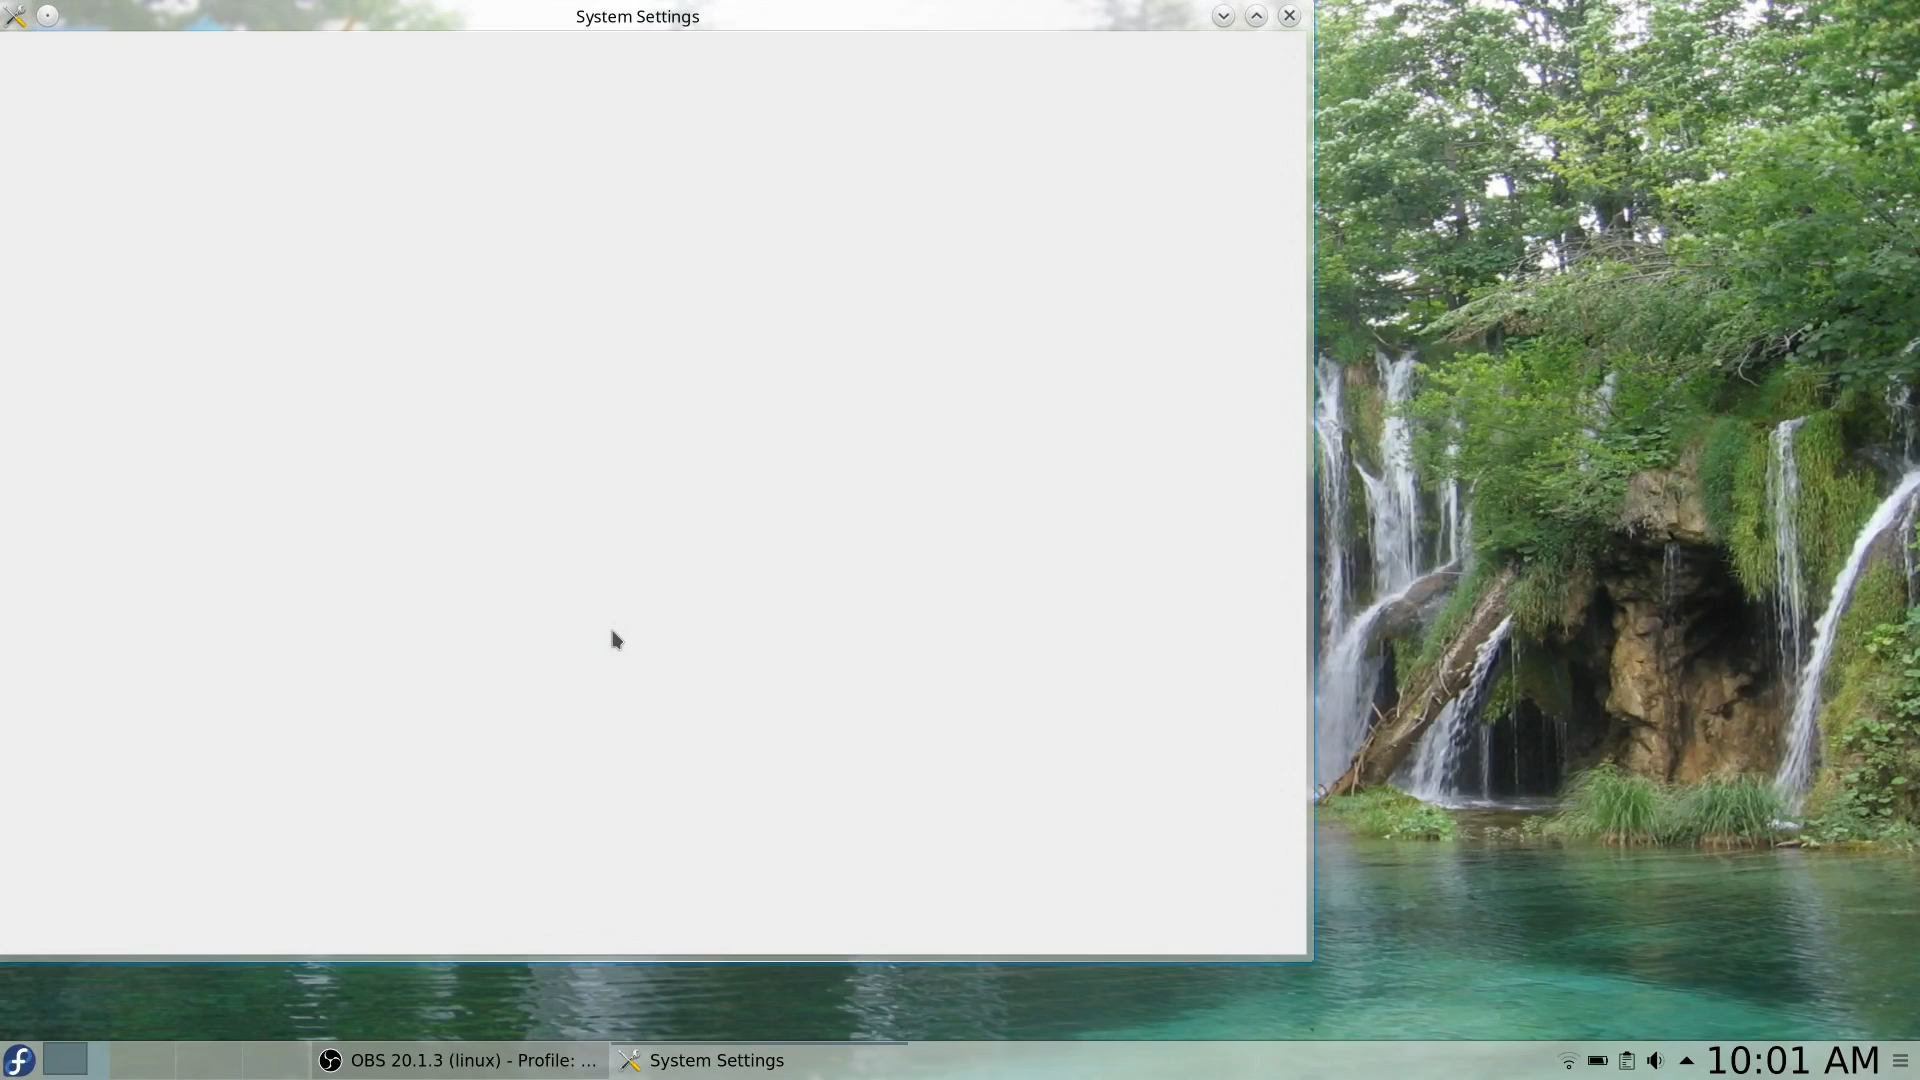 System Settings
OBS 20.1.3 (linux) - Profile: ...
System Settings
10:01 AM